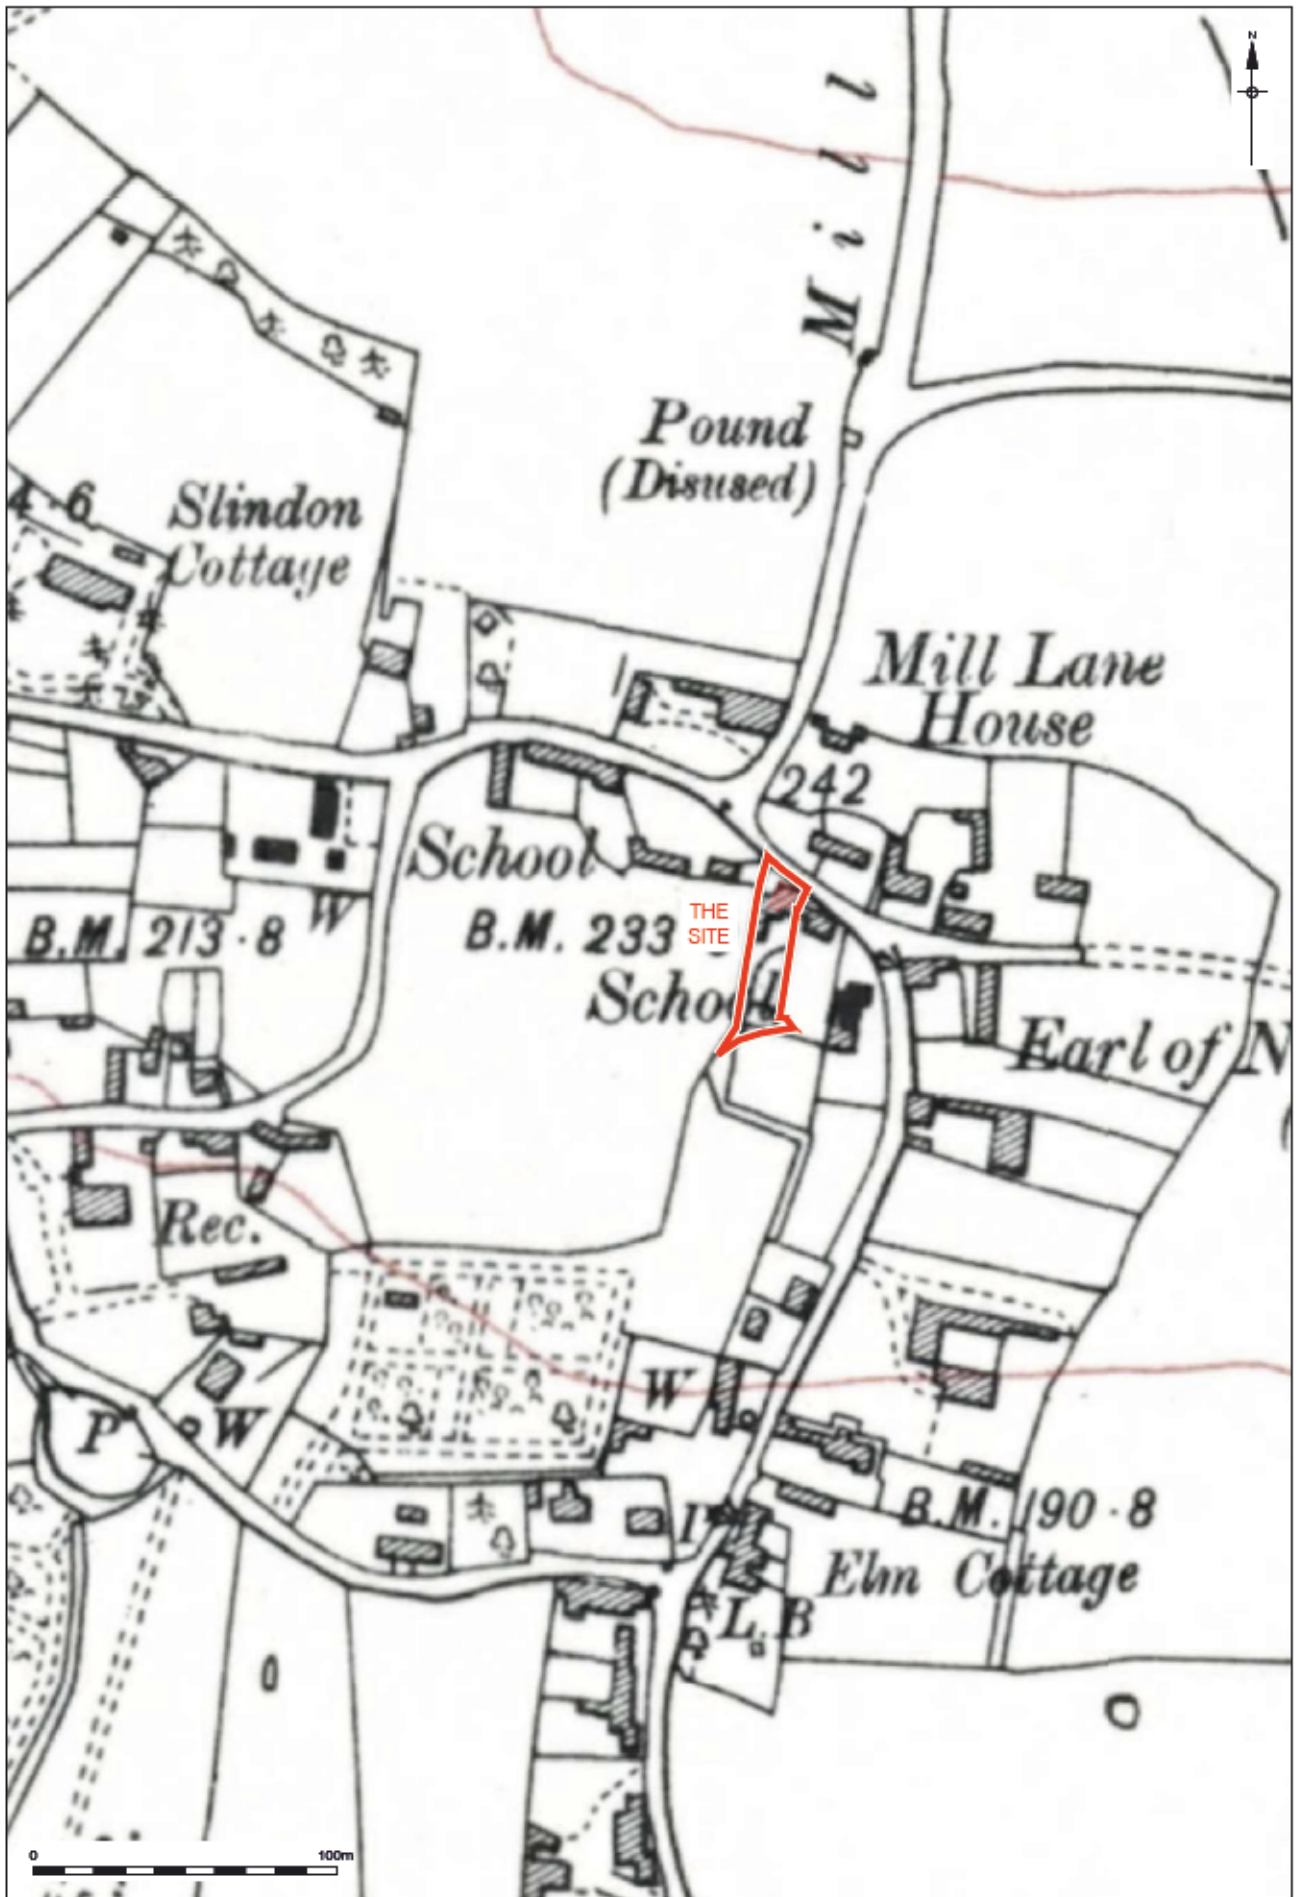 N
Mill
Pound
(Disused)
4·6
Slindon
Cottage
Mill Lane
House
242
School
THE
SITE
B.M. 213·8
W
B.M. 233
School
Earl of N
Rec.
W
P
W
B.M. 190·8
Elm Cottage
L.B
0
100m